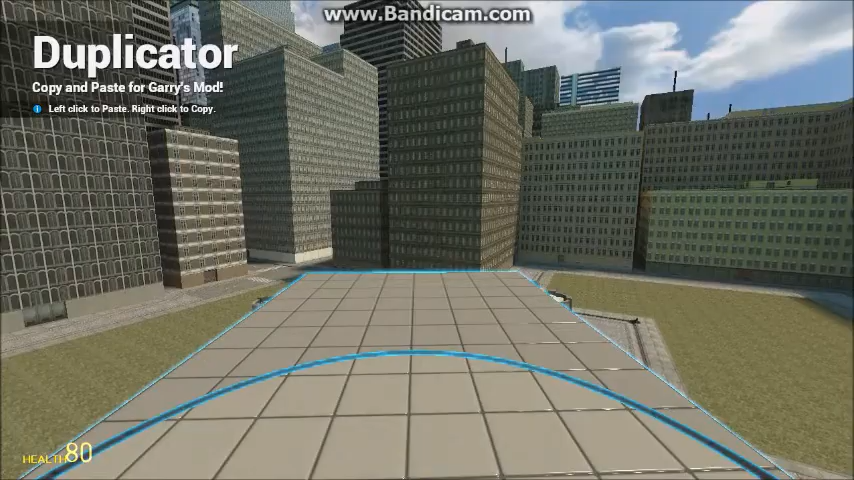 www.Bandicam.com
Duplicator
Copy and Paste for Garry's Mod!
Left click to Paste. Right click to Copy.
HEALTH 80